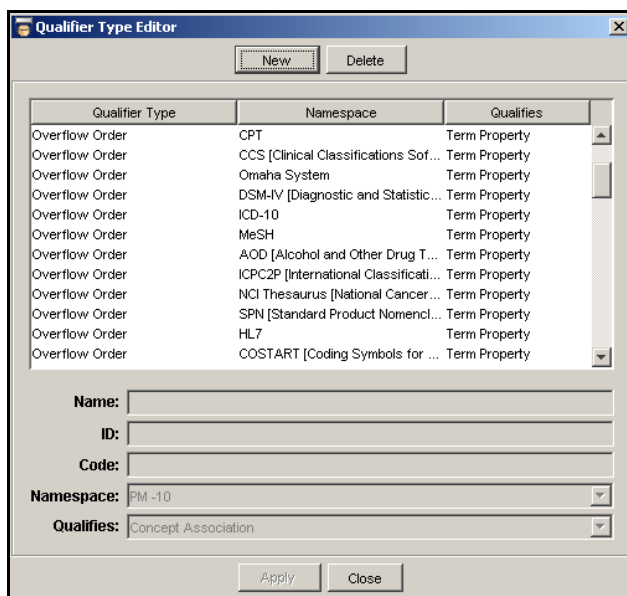 Qualifier Type Editor
New Delete
Qualifier Type Namespace Qualifies
Overflow Order CPT Term Property
Overflow Order CCS [Clinical Classifications Sof... Term Property
Overflow Order Omaha System Term Property
Overflow Order DSM-IV [Diagnostic and Statistic... Term Property
Overflow Order ICD-10 Term Property
Overflow Order MeSH Term Property
Overflow Order AOD [Alcohol and Other Drug T... Term Property
Overflow Order ICPC2P [International Classificati... Term Property
Overflow Order NCI Thesaurus [National Cancer... Term Property
Overflow Order SPN [Standard Product Nomencl... Term Property
Overflow Order HL7 Term Property
Overflow Order COSTART [Coding Symbols for ... Term Property
Name:
ID:
Code:
Namespace: PM -10
Qualifies: Concept Association
Apply Close